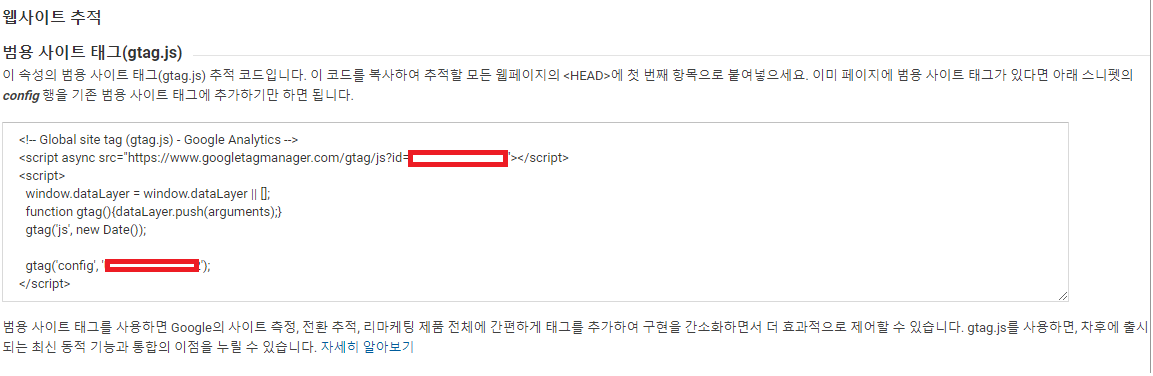 웹사이트 추적
범용 사이트 태그(gtag.js)
이 속성의 범용 사이트 태그(gtag.js) 추적 코드입니다. 이 코드를 복사하여 추적할 모든 웹페이지의 <HEAD>에 첫 번째 항목으로 붙여넣으세요. 이미 페이지에 범용 사이트 태그가 있다면 아래 스니펫의
config 행을 기존 범용 사이트 태그에 추가하기만 하면 됩니다.
<!-- Global site tag (gtag.js) - Google Analytics -->
<script async src="https://www.googletagmanager.com/gtag/js?id="></script>
<script>
window.dataLayer = window.dataLayer || [];
function gtag(){dataLayer.push(arguments);}
gtag('js', new Date());
gtag('config', '');
</script>
범용 사이트 태그를 사용하면 Google의 사이트 측정, 전환 추적, 리마케팅 제품 전체에 간편하게 태그를 추가하여 구현을 간소화하면서 더 효과적으로 제어할 수 있습니다. gtag.js를 사용하면, 차후에 출시
되는 최신 동적 기능과 통합의 이점을 누릴 수 있습니다. 자세히 알아보기